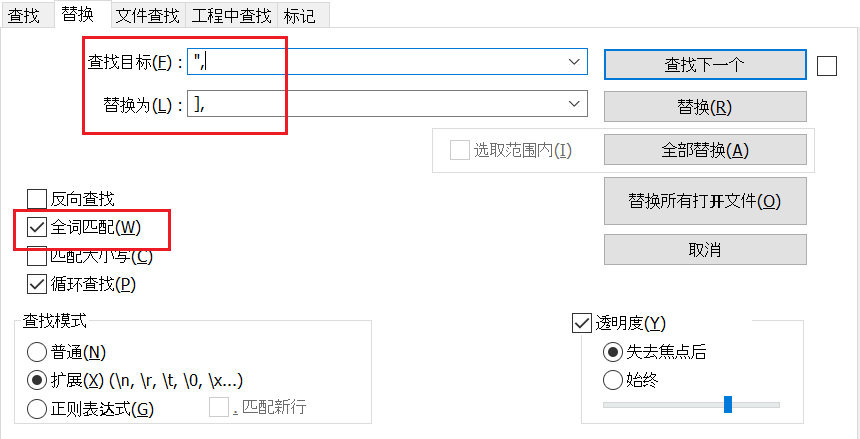 查找 替换 文件查找 工程中查找 标记
查找目标(F) : ", 查找下一个
替换为(L) : ], 替换(R)
选取范围内(I) 全部替换(A)
反向查找 替换所有打开文件(O)
全词匹配(W)
匹配大小写(C) 取消
循环查找(P)
查找模式 透明度(Y)
普通(N) 失去焦点后
扩展(X) (\n, \r, \t, \0, \x...) 始终
正则表达式(G) . 匹配新行